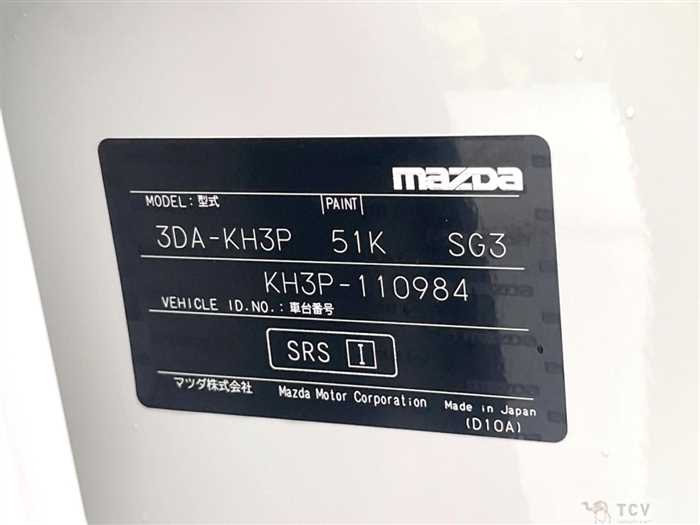 mazda
MODEL:型式 PAINT
3DA-KH3P 51K SG3
KH3P-110984
VEHICLE ID.NO.:車台番号
SRS I
マツダ株式会社 Mazda Motor Corporation Made in Japan
(D10A)
TCV